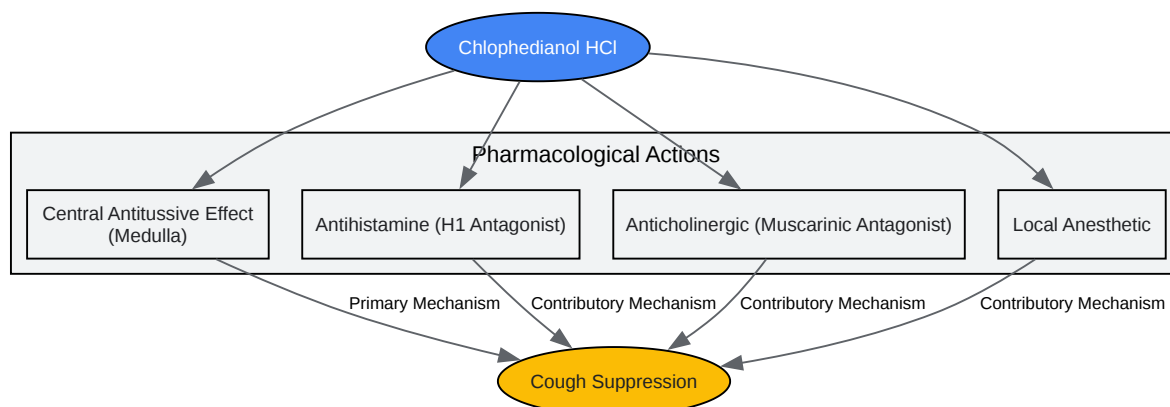 Chlophedianol HCl
Pharmacological Actions
Central Antitussive Effect
(Medulla)
Antihistamine (H1 Antagonist)
Anticholinergic (Muscarinic Antagonist)
Local Anesthetic
Primary Mechanism
Contributory Mechanism
Contributory Mechanism
Contributory Mechanism
Cough Suppression